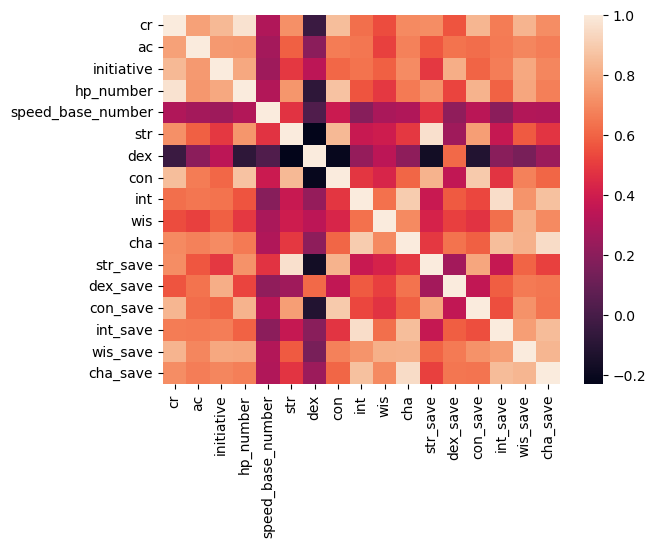 cr
ac
initiative
hp_number
speed_base_number
str
dex
con
int
wis
cha
str_save
dex_save
con_save
int_save
wis_save
cha_save
cr
ac
initiative
hp_number
speed_base_number
str
dex
con
int
wis
cha
str_save
dex_save
con_save
int_save
wis_save
cha_save
1.0
0.8
0.6
0.4
0.2
0.0
−0.2